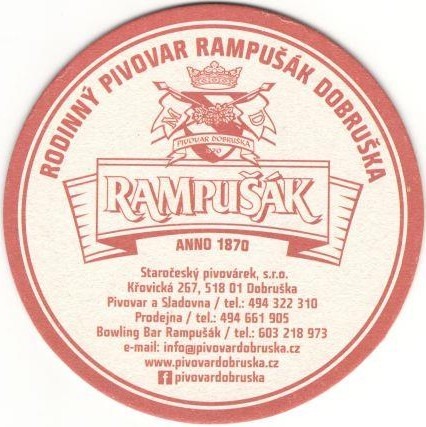 RODINNÝ PIVOVAR RAMPUŠÁK DOBRUŠKA
M D
PIVOVAR DOBRUŠKA
RAMPUŠÁK
ANNO 1870
Staročeský pivovárek, s.r.o.
Křovická 267, 518 01 Dobruška
Pivovar a Sladovna / tel.: 494 322 310
Prodejna / tel.: 494 661 905
Bowling Bar Rampušák / tel.: 603 218 973
e-mail: info@pivovardobruska.cz
www.pivovardobruska.cz
pivovardobruska